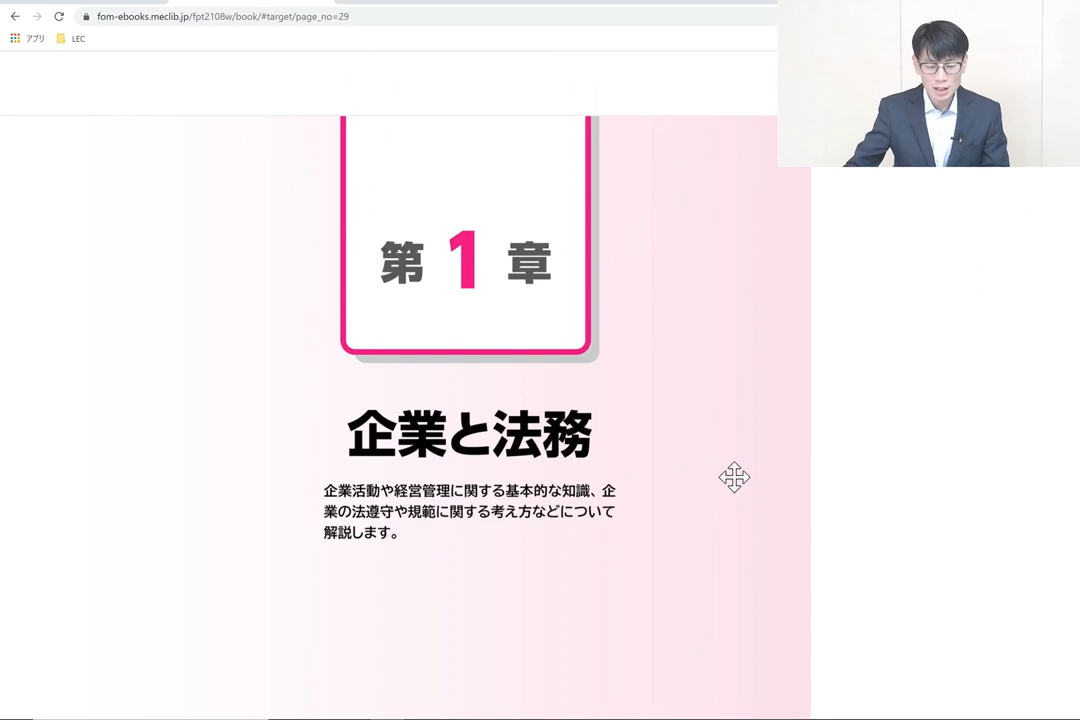 fom-ebooks.meclib.jp/fpt2108w/book/#target/page_no=29
アプリ LEC
第 1 章
企業と法務
企業活動や経営管理に関する基本的な知識、企
業の法遵守や規範に関する考え方などについて
解説します。